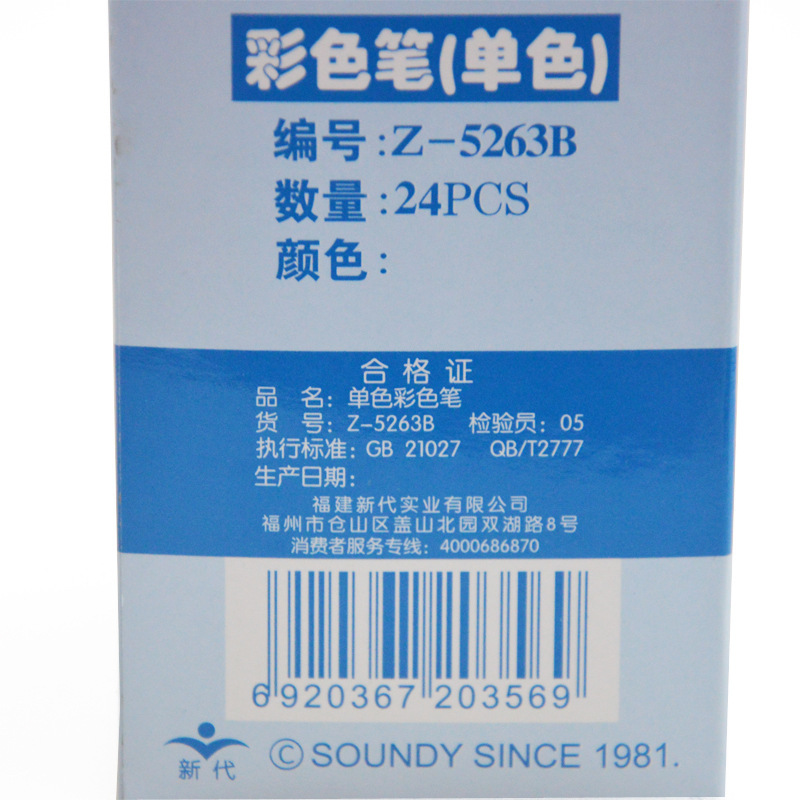 彩色笔(单色)
编号:Z-5263B
数量:24PCS
颜色:
合格证
品 名：单色彩色笔
货 号：Z-5263B 检验员：05
执行标准：GB 21027 QB/T2777
生产日期：
福建新代实业有限公司
福州市仓山区盖山北园双湖路8号
消费者服务专线：4000686870
6 920367 203569
新代
© SOUNDY SINCE 1981.